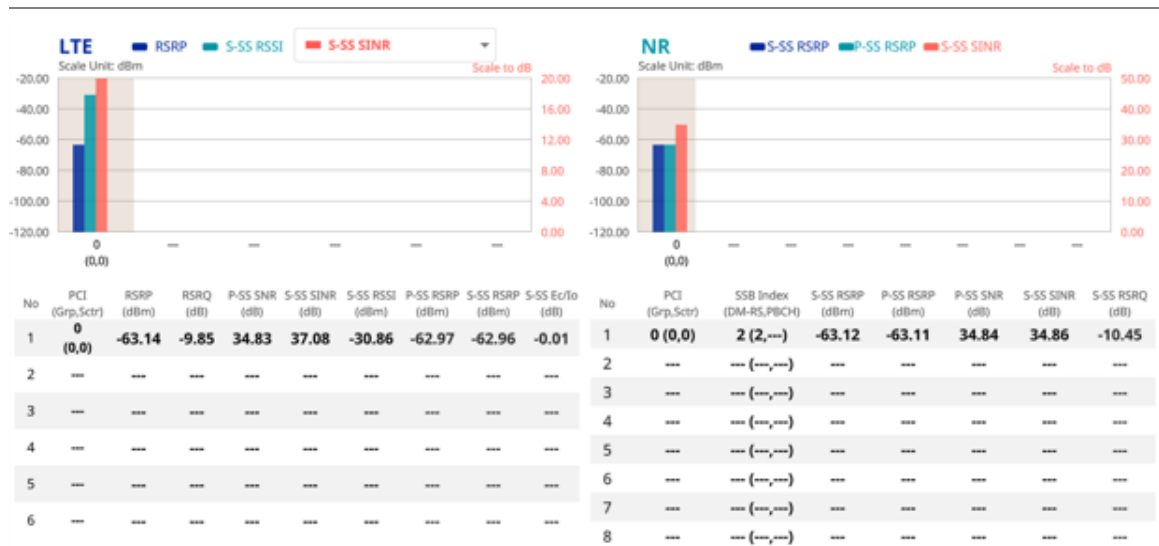 LTE RSRP S-SS RSSI S-SS SINR
Scale Unit: dBm Scale to dB
-20.00 20.00
-40.00 16.00
-60.00 12.00
-80.00 8.00
-100.00 4.00
-120.00 0.00
0 --- --- --- --- ---
(0,0)
No PCI (Grp,Sctr) RSRP (dBm) RSRQ (dB) P-SS SNR (dB) S-SS SINR (dB) S-SS RSSI (dBm) P-SS RSRP (dBm) S-SS RSRP (dBm) S-SS Ec/Io (dB)
1 0 (0,0) -63.14 -9.85 34.83 37.08 -30.86 -62.97 -62.96 -0.01
2 --- --- --- --- --- --- --- --- ---
3 --- --- --- --- --- --- --- --- ---
4 --- --- --- --- --- --- --- --- ---
5 --- --- --- --- --- --- --- --- ---
6 --- --- --- --- --- --- --- --- ---
NR S-SS RSRP P-SS RSRP S-SS SINR
Scale Unit: dBm Scale to dB
-20.00 50.00
-40.00 40.00
-60.00 30.00
-80.00 20.00
-100.00 10.00
-120.00 0.00
0 --- --- --- --- --- --- ---
(0,0)
No PCI (Grp,Sctr) SSB Index (DM-RS,PBCH) S-SS RSRP (dBm) P-SS RSRP (dBm) P-SS SNR (dB) S-SS SINR (dB) S-SS RSRQ (dB)
1 0 (0,0) 2 (2,---) -63.12 -63.11 34.84 34.86 -10.45
2 --- --- (---,---) --- --- --- --- ---
3 --- --- (---,---) --- --- --- --- ---
4 --- --- (---,---) --- --- --- --- ---
5 --- --- (---,---) --- --- --- --- ---
6 --- --- (---,---) --- --- --- --- ---
7 --- --- (---,---) --- --- --- --- ---
8 --- --- (---,---) --- --- --- --- ---